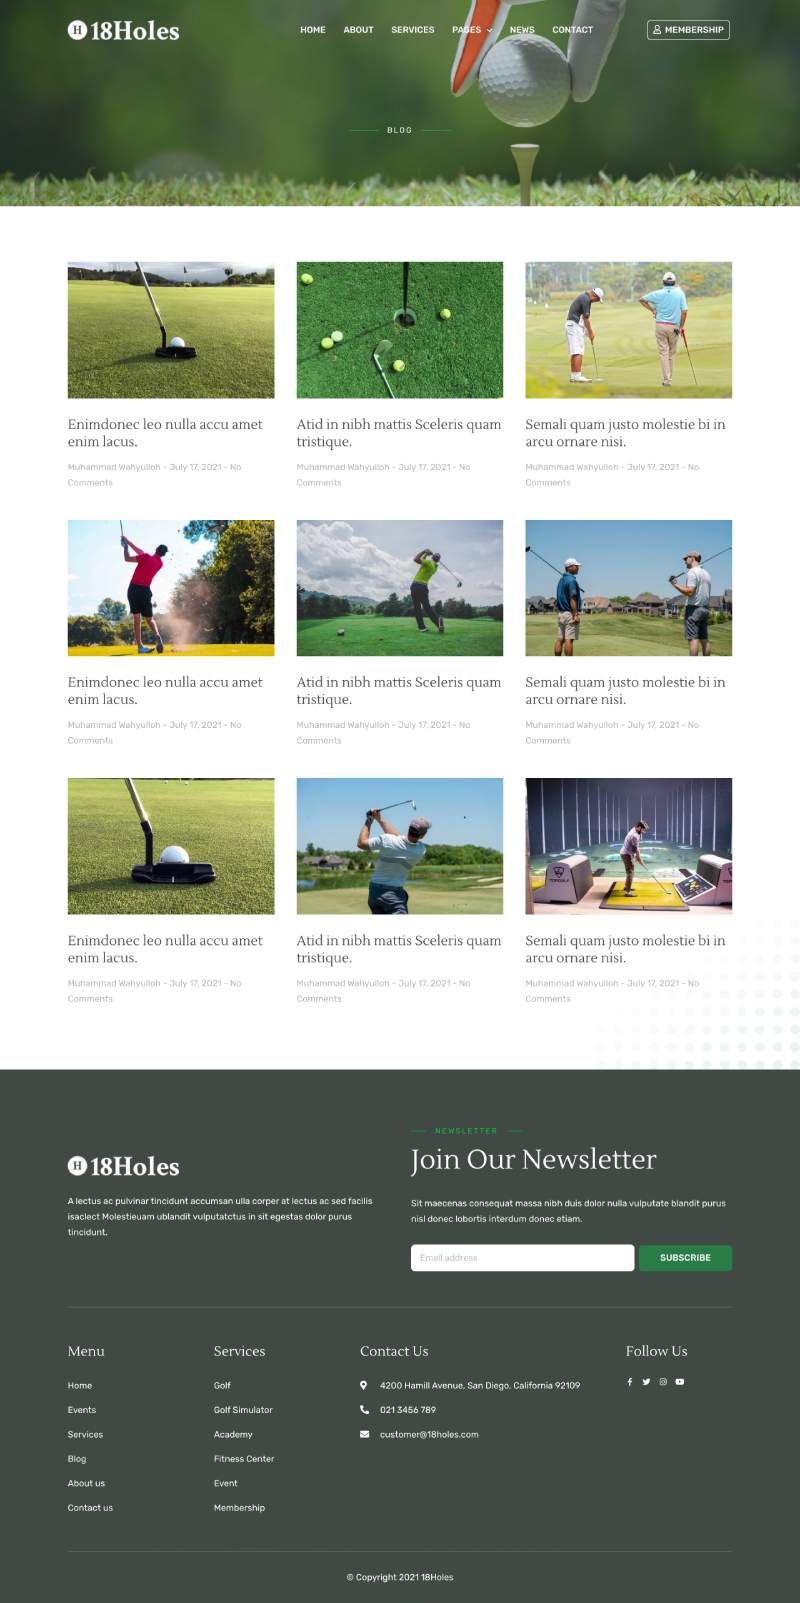 H 18Holes
HOME ABOUT SERVICES PAGES NEWS CONTACT
MEMBERSHIP
BLOG
Enimdonec leo nulla accu amet
enim lacus.
Muhammad Wahyulloh - July 17, 2021 - No
Comments
Atid in nibh mattis Sceleris quam
tristique.
Muhammad Wahyulloh - July 17, 2021 - No
Comments
Semali quam justo molestie bi in
arcu ornare nisi.
Muhammad Wahyulloh - July 17, 2021 - No
Comments
Enimdonec leo nulla accu amet
enim lacus.
Muhammad Wahyulloh - July 17, 2021 - No
Comments
Atid in nibh mattis Sceleris quam
tristique.
Muhammad Wahyulloh - July 17, 2021 - No
Comments
Semali quam justo molestie bi in
arcu ornare nisi.
Muhammad Wahyulloh - July 17, 2021 - No
Comments
Enimdonec leo nulla accu amet
enim lacus.
Muhammad Wahyulloh - July 17, 2021 - No
Comments
Atid in nibh mattis Sceleris quam
tristique.
Muhammad Wahyulloh - July 17, 2021 - No
Comments
TOPGOLF
Semali quam justo molestie bi in
arcu ornare nisi.
Muhammad Wahyulloh - July 17, 2021 - No
Comments
H 18Holes
A lectus ac pulvinar tincidunt accumsan ulla corper at lectus ac sed facilis
isaclect Molestieuam ublandit vulputatctus in sit egestas dolor purus
tincidunt.
NEWSLETTER
Join Our Newsletter
Sit maecenas consequat massa nibh duis dolor nulla vulputate blandit purus
nisl donec lobortis interdum donec etiam.
Email address
SUBSCRIBE
Menu
Home
Events
Services
Blog
About us
Contact us
Services
Golf
Golf Simulator
Academy
Fitness Center
Event
Membership
Contact Us
4200 Hamill Avenue, San Diego, California 92109
021 3456 789
customer@18holes.com
Follow Us
© Copyright 2021 18Holes